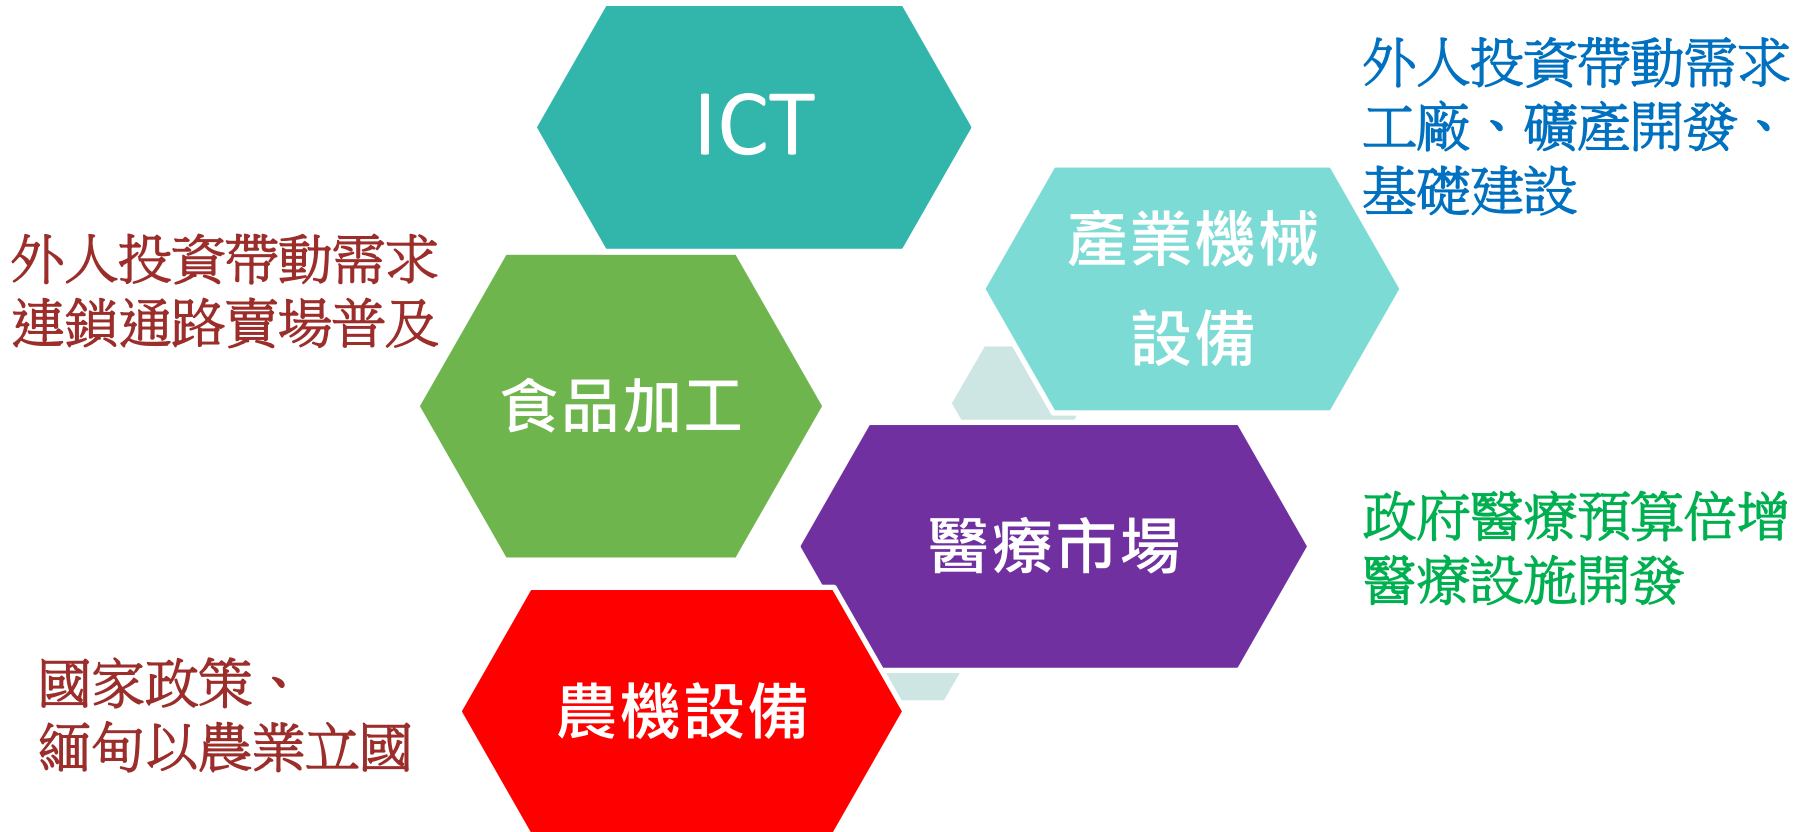 ICT
外人投資帶動需求
工廠、礦產開發、
基礎建設
產業機械
設備
外人投資帶動需求
連鎖通路賣場普及
食品加工
醫療市場
政府醫療預算倍增
醫療設施開發
國家政策、
緬甸以農業立國
農機設備